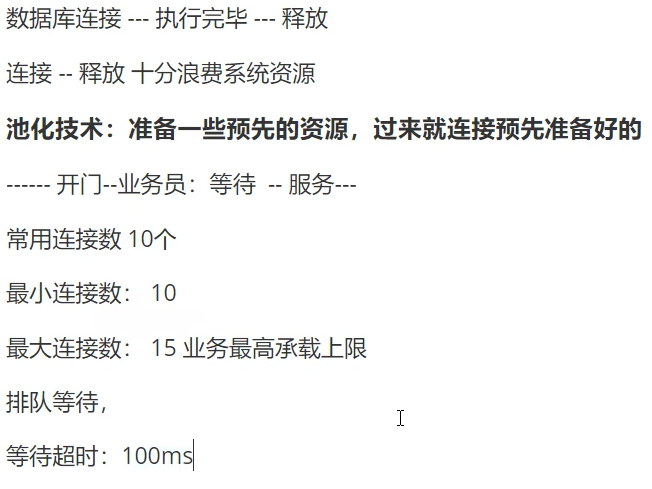 数据库连接 --- 执行完毕 --- 释放
连接 -- 释放 十分浪费系统资源
池化技术：准备一些预先的资源，过来就连接预先准备好的
------ 开门--业务员：等待 -- 服务---
常用连接数 10个
最小连接数： 10
最大连接数： 15 业务最高承载上限
排队等待，
等待超时：100ms